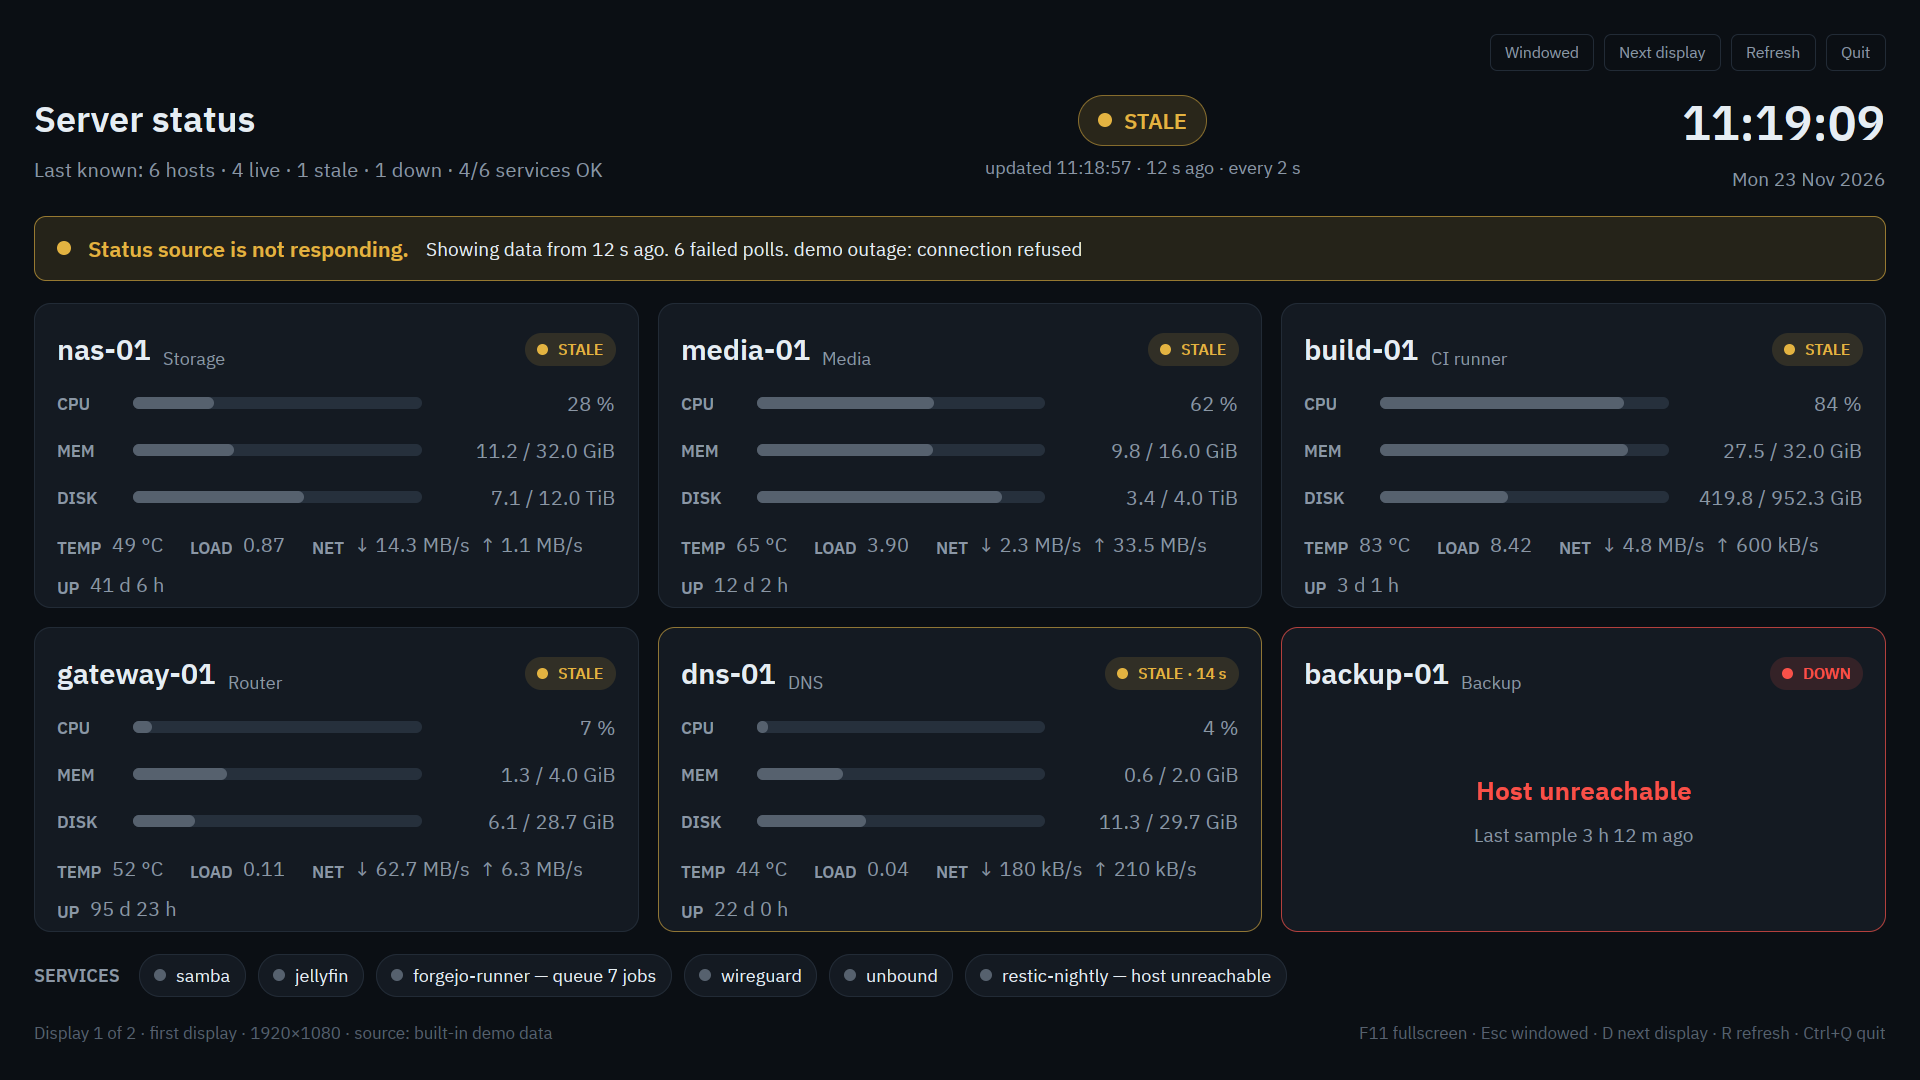 Windowed Next display Refresh Quit
Server status
STALE
11:19:09
Last known: 6 hosts · 4 live · 1 stale · 1 down · 4/6 services OK
updated 11:18:57 · 12 s ago · every 2 s
Mon 23 Nov 2026
Status source is not responding. Showing data from 12 s ago. 6 failed polls. demo outage: connection refused
nas-01 Storage STALE
CPU 28 %
MEM 11.2 / 32.0 GiB
DISK 7.1 / 12.0 TiB
TEMP 49 °C LOAD 0.87 NET ↓ 14.3 MB/s ↑ 1.1 MB/s
UP 41 d 6 h
media-01 Media STALE
CPU 62 %
MEM 9.8 / 16.0 GiB
DISK 3.4 / 4.0 TiB
TEMP 65 °C LOAD 3.90 NET ↓ 2.3 MB/s ↑ 33.5 MB/s
UP 12 d 2 h
build-01 CI runner STALE
CPU 84 %
MEM 27.5 / 32.0 GiB
DISK 419.8 / 952.3 GiB
TEMP 83 °C LOAD 8.42 NET ↓ 4.8 MB/s ↑ 600 kB/s
UP 3 d 1 h
gateway-01 Router STALE
CPU 7 %
MEM 1.3 / 4.0 GiB
DISK 6.1 / 28.7 GiB
TEMP 52 °C LOAD 0.11 NET ↓ 62.7 MB/s ↑ 6.3 MB/s
UP 95 d 23 h
dns-01 DNS STALE · 14 s
CPU 4 %
MEM 0.6 / 2.0 GiB
DISK 11.3 / 29.7 GiB
TEMP 44 °C LOAD 0.04 NET ↓ 180 kB/s ↑ 210 kB/s
UP 22 d 0 h
backup-01 Backup DOWN
Host unreachable
Last sample 3 h 12 m ago
SERVICES samba jellyfin forgejo-runner — queue 7 jobs wireguard unbound restic-nightly — host unreachable
Display 1 of 2 · first display · 1920×1080 · source: built-in demo data
F11 fullscreen · Esc windowed · D next display · R refresh · Ctrl+Q quit